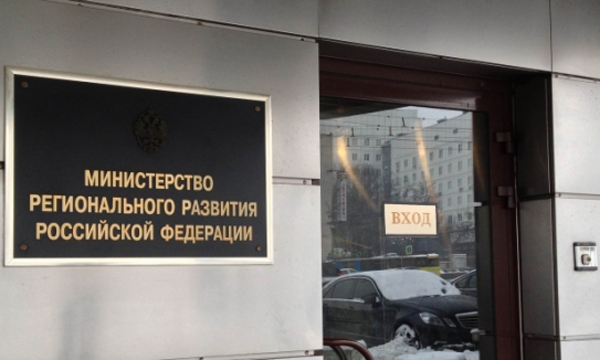 МИНИСТЕРСТВО
РЕГИОНАЛЬНОГО РАЗВИТИЯ
РОССИЙСКОЙ ФЕДЕРАЦИИ
ВХОД